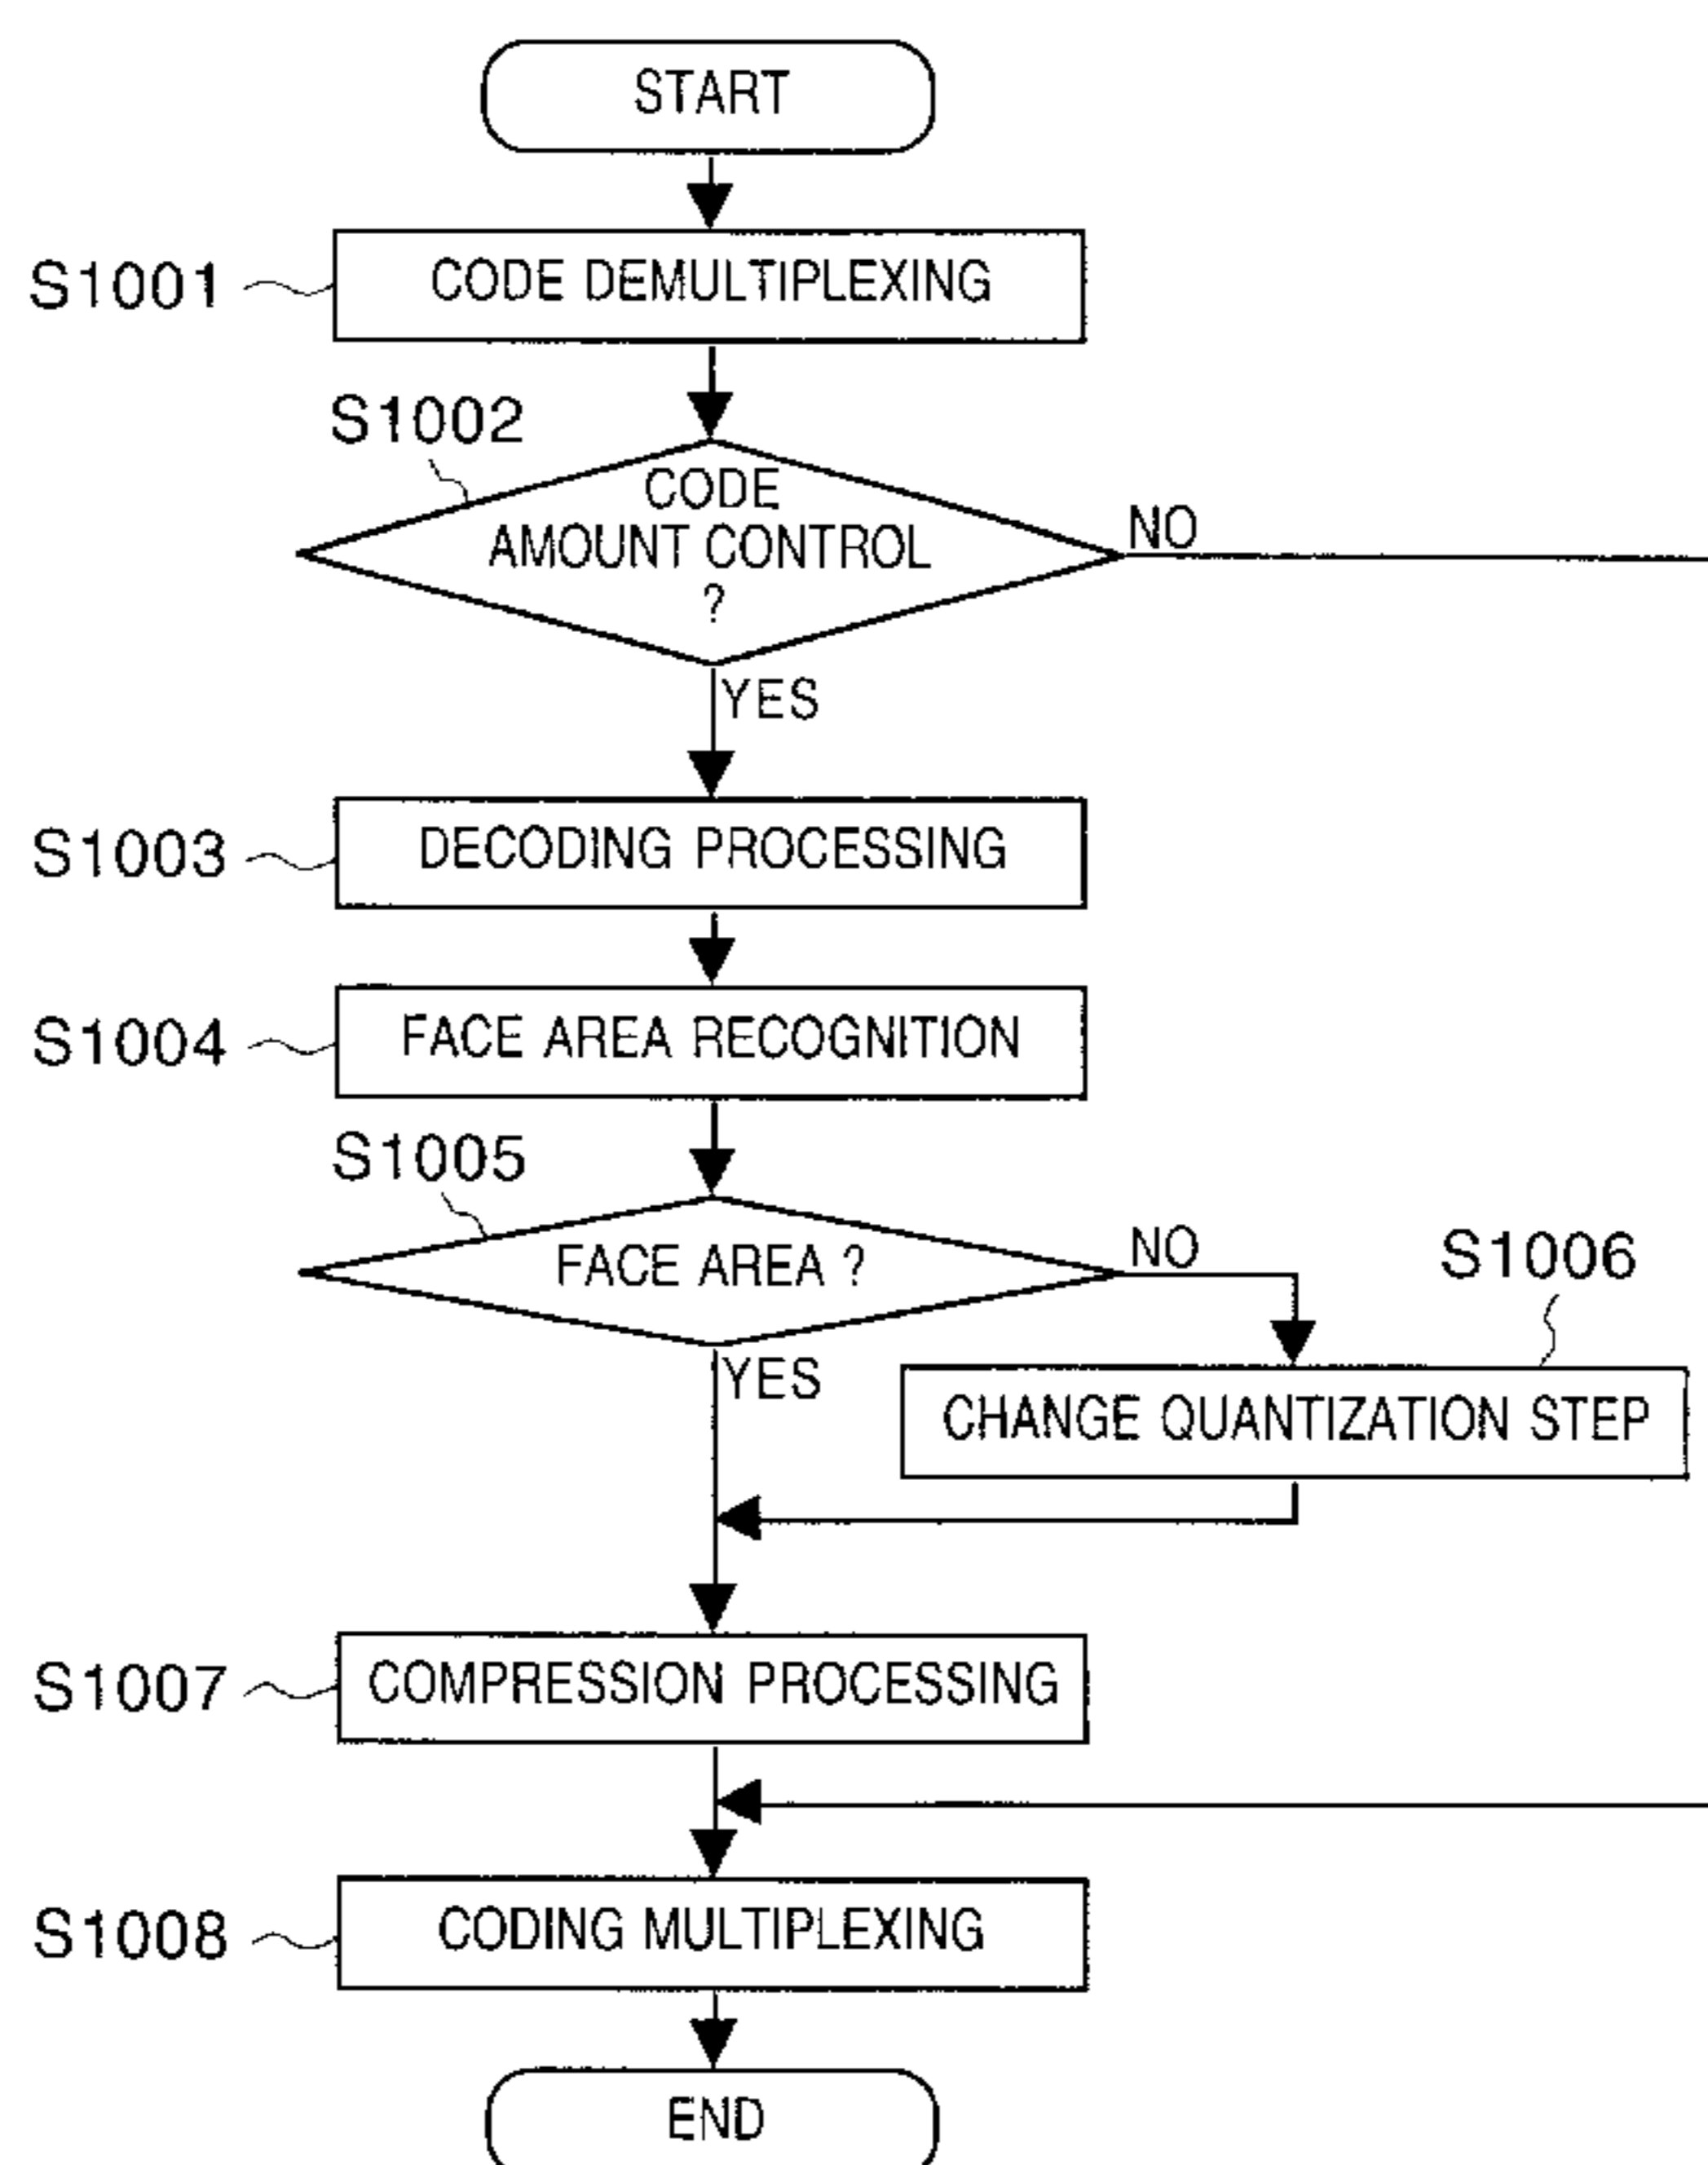 START
S1001
CODE DEMULTIPLEXING
S1002
CODE
AMOUNT CONTROL
?
NO
YES
S1003
DECODING PROCESSING
S1004
FACE AREA RECOGNITION
S1005
FACE AREA ?
NO
S1006
YES
CHANGE QUANTIZATION STEP
S1007
COMPRESSION PROCESSING
S1008
CODING MULTIPLEXING
END